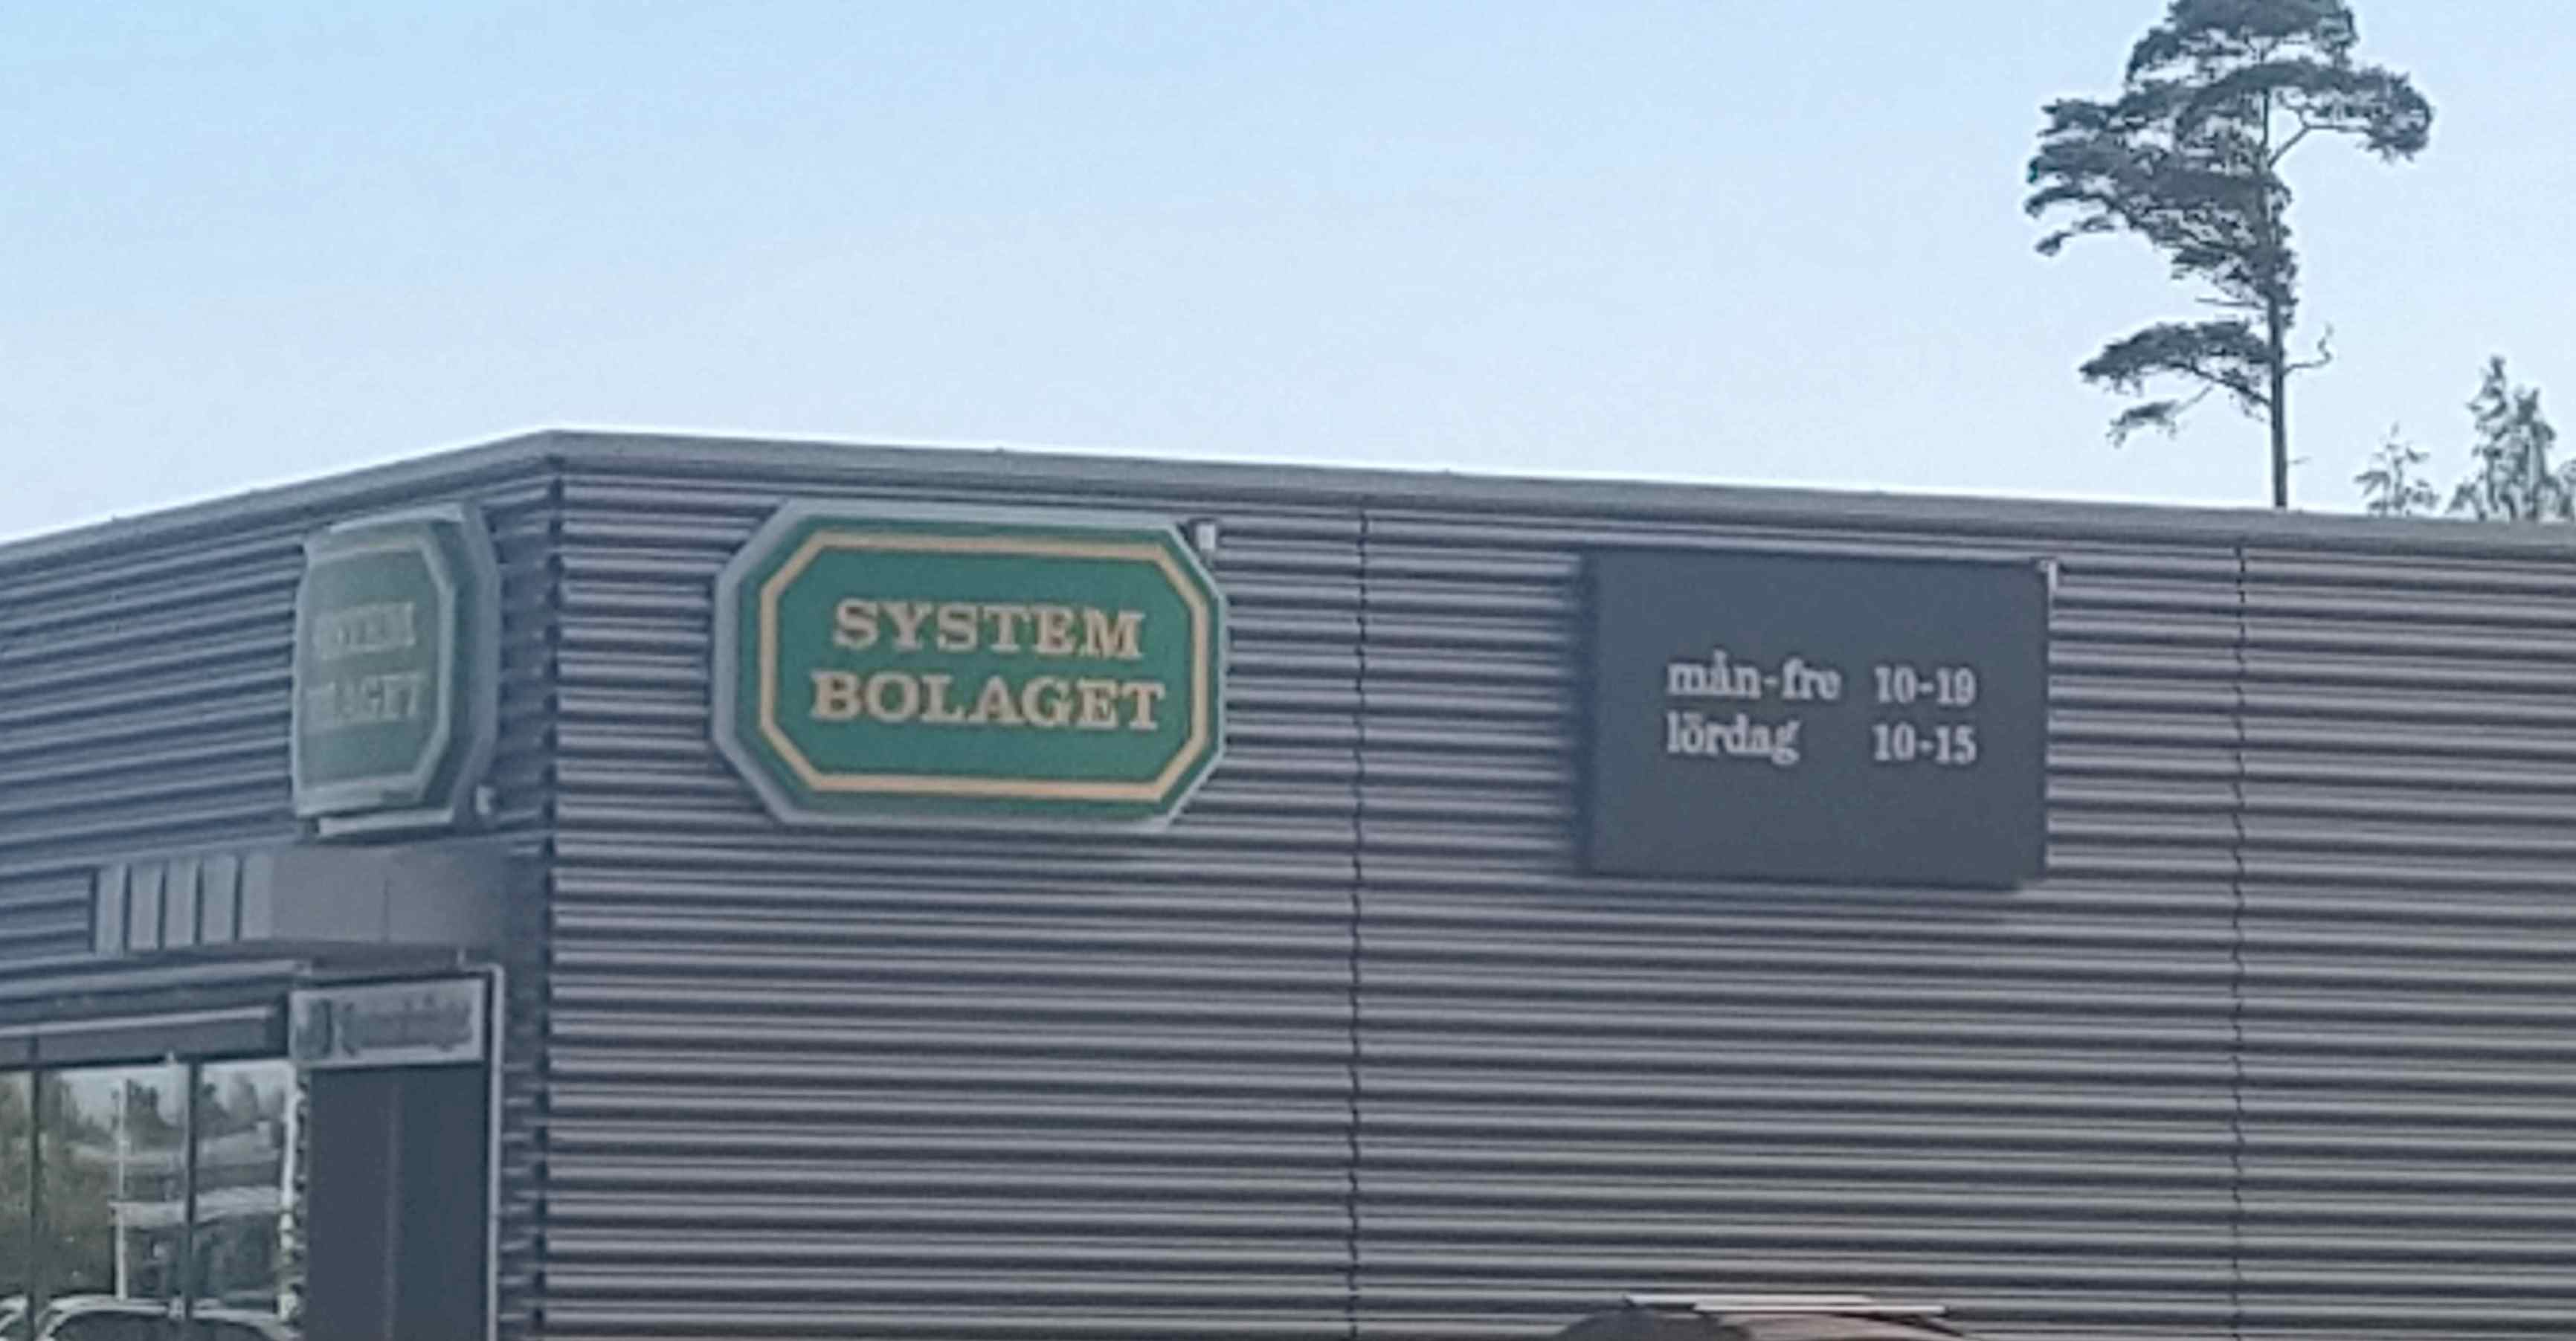 SYSTEM
BOLAGET
mån-fre 10-19
lördag 10-15